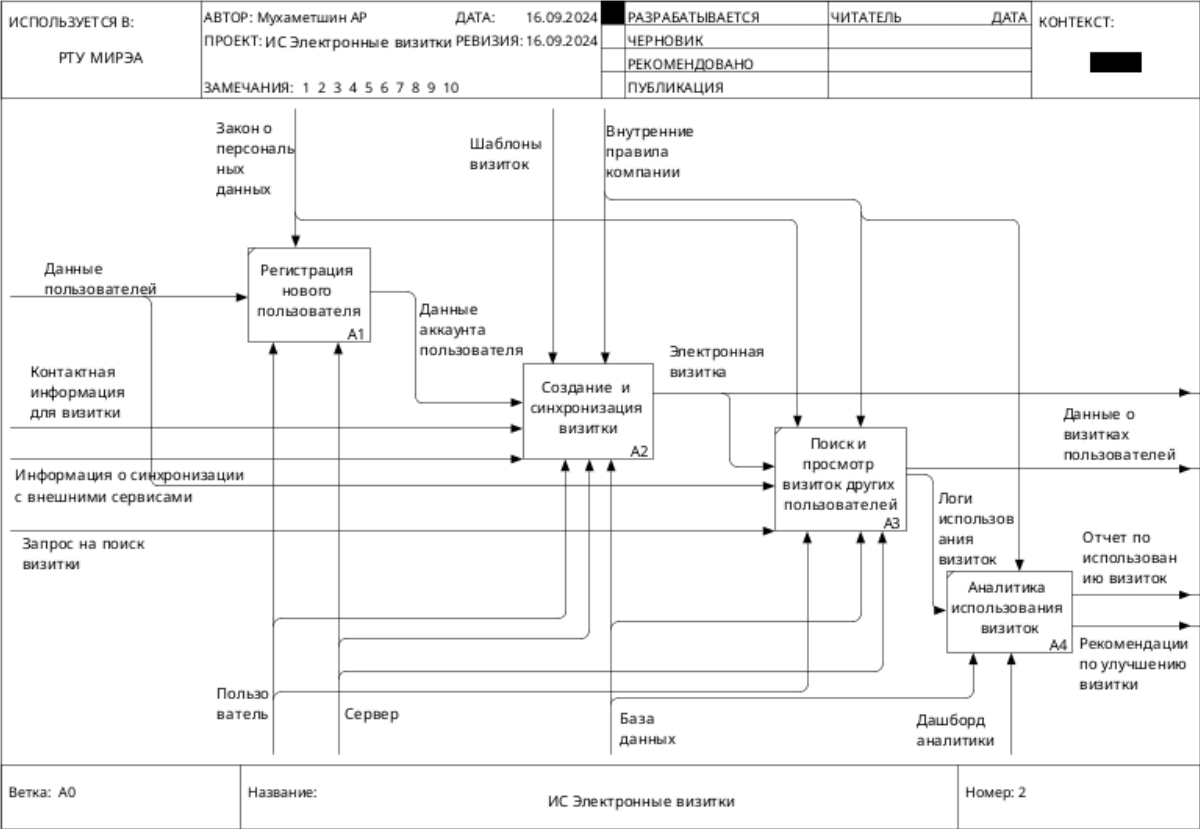 ИСПОЛЬЗУЕТСЯ В:
РТУ МИРЭА
АВТОР: Мухаметшин АР
ДАТА: 16.09.2024
ПРОЕКТ: ИС Электронные визитки
РЕВИЗИЯ: 16.09.2024
ЗАМЕЧАНИЯ: 1 2 3 4 5 6 7 8 9 10
РАЗРАБАТЫВАЕТСЯ
ЧЕРНОВИК
РЕКОМЕНДОВАНО
ПУБЛИКАЦИЯ
ЧИТАТЕЛЬ
ДАТА
КОНТЕКСТ:
Закон о
персональ
ных
данных
Шаблоны
визиток
Внутренние
правила
компании
Данные
пользователей
Регистрация
нового
пользователя
A1
Данные
аккаунта
пользователя
Контактная
информация
для визитки
Создание и
синхронизация
визитки
A2
Электронная
визитка
Информация о синхронизации
с внешними сервисами
Запрос на поиск
визитки
Поиск и
просмотр
визиток других
пользователей
A3
Данные о
визитках
пользователей
Логи
использов
ания
визиток
Отчет по
использован
ию визиток
Аналитика
использования
визиток
A4
Рекомендации
по улучшению
визитки
Пользо
ватель
Сервер
База
данных
Дашборд
аналитики
Ветка: A0
Название:
ИС Электронные визитки
Номер: 2